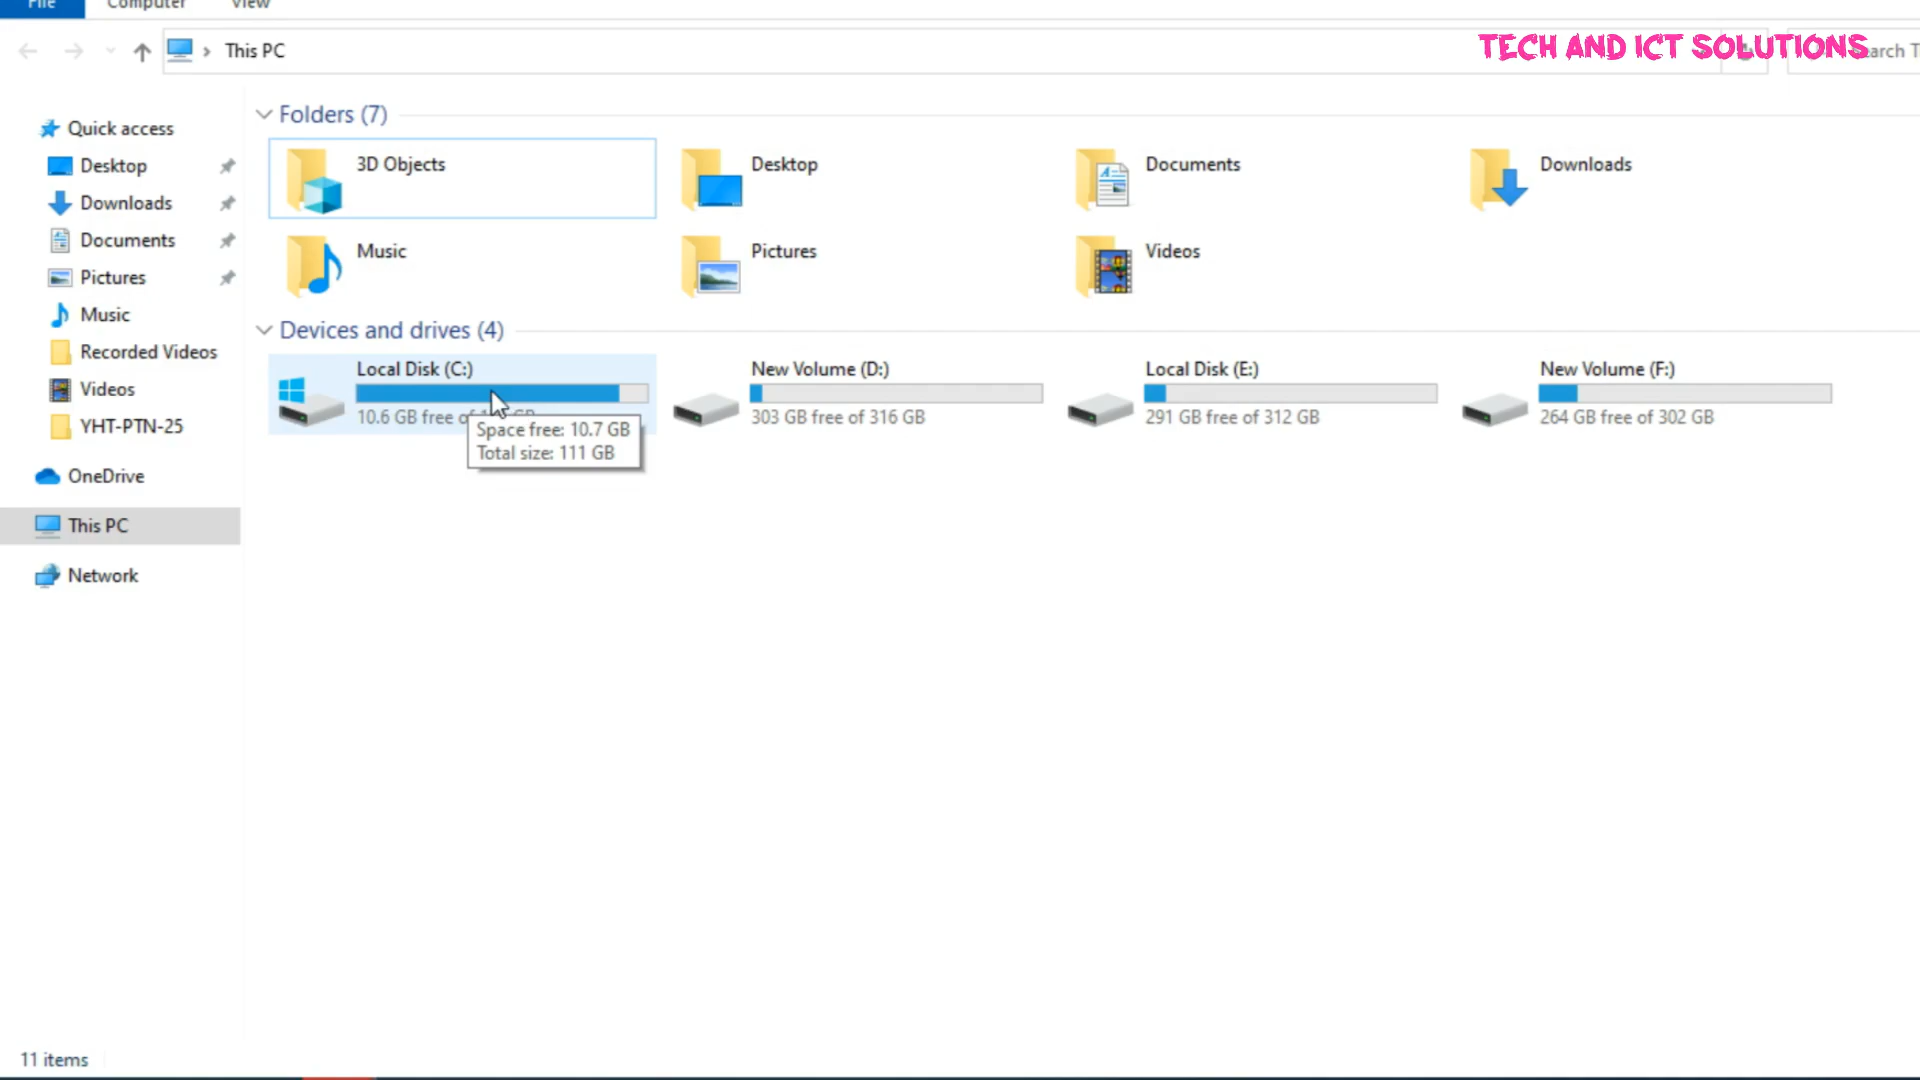 File Computer View
This PC
TECH AND ICT SOLUTIONS
Quick access
Desktop
Downloads
Documents
Pictures
Music
Recorded Videos
Videos
YHT-PTN-25
OneDrive
This PC
Network
Folders (7)
3D Objects
Desktop
Documents
Downloads
Music
Pictures
Videos
Devices and drives (4)
Local Disk (C:)
10.6 GB free
Space free: 10.7 GB
Total size: 111 GB
New Volume (D:)
303 GB free of 316 GB
Local Disk (E:)
291 GB free of 312 GB
New Volume (F:)
264 GB free of 302 GB
11 items